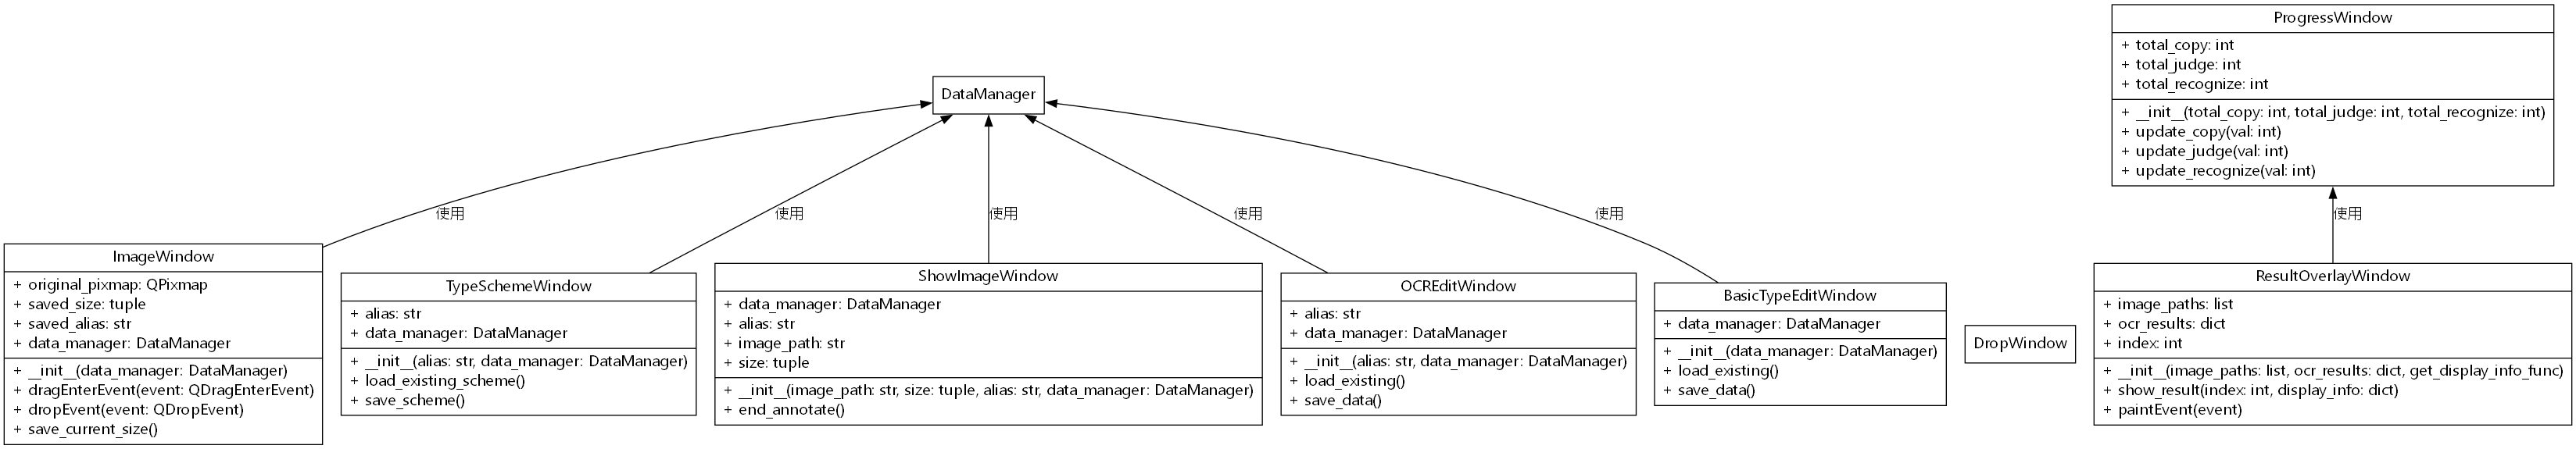 ProgressWindow
+ total_copy: int
+ total_judge: int
+ total_recognize: int
+ __init__(total_copy: int, total_judge: int, total_recognize: int)
+ update_copy(val: int)
+ update_judge(val: int)
+ update_recognize(val: int)
DataManager
使用
使用
使用
使用
使用
使用
ImageWindow
+ original_pixmap: QPixmap
+ saved_size: tuple
+ saved_alias: str
+ data_manager: DataManager
+ __init__(data_manager: DataManager)
+ dragEnterEvent(event: QDragEnterEvent)
+ dropEvent(event: QDropEvent)
+ save_current_size()
TypeSchemeWindow
+ alias: str
+ data_manager: DataManager
+ __init__(alias: str, data_manager: DataManager)
+ load_existing_scheme()
+ save_scheme()
ShowImageWindow
+ data_manager: DataManager
+ alias: str
+ image_path: str
+ size: tuple
+ __init__(image_path: str, size: tuple, alias: str, data_manager: DataManager)
+ end_annotate()
OCREditWindow
+ alias: str
+ data_manager: DataManager
+ __init__(alias: str, data_manager: DataManager)
+ load_existing()
+ save_data()
BasicTypeEditWindow
+ data_manager: DataManager
+ __init__(data_manager: DataManager)
+ load_existing()
+ save_data()
DropWindow
ResultOverlayWindow
+ image_paths: list
+ ocr_results: dict
+ index: int
+ __init__(image_paths: list, ocr_results: dict, get_display_info_func)
+ show_result(index: int, display_info: dict)
+ paintEvent(event)